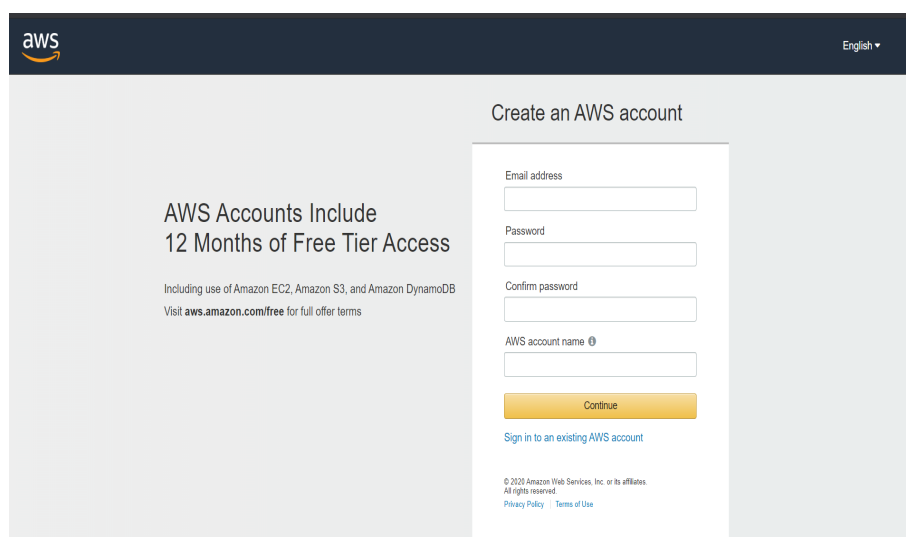 aws
English
Create an AWS account
AWS Accounts Include
12 Months of Free Tier Access
Including use of Amazon EC2, Amazon S3, and Amazon DynamoDB
Visit aws.amazon.com/free for full offer terms
Email address
Password
Confirm password
AWS account name
Continue
Sign in to an existing AWS account
© 2020 Amazon Web Services, Inc. or its affiliates.
All rights reserved.
Privacy Policy | Terms of Use